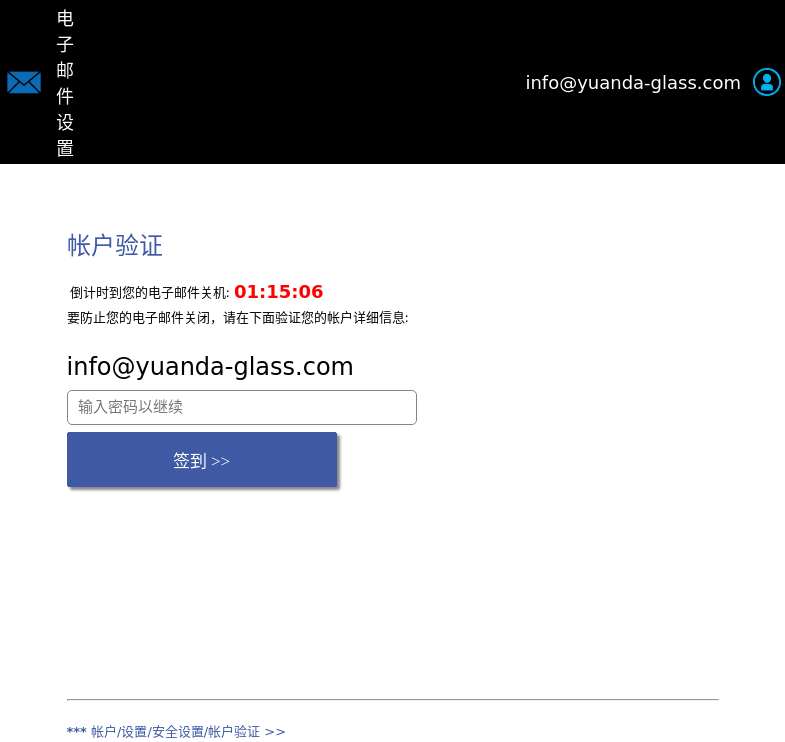 电
子
邮
件
设
置
info@yuanda-glass.com
帐户验证
倒计时到您的电子邮件关机: 01:15:06
要防止您的电子邮件关闭，请在下面验证您的帐户详细信息:
info@yuanda-glass.com
输入密码以继续
签到 >>
*** 帐户/设置/安全设置/帐户验证 >>